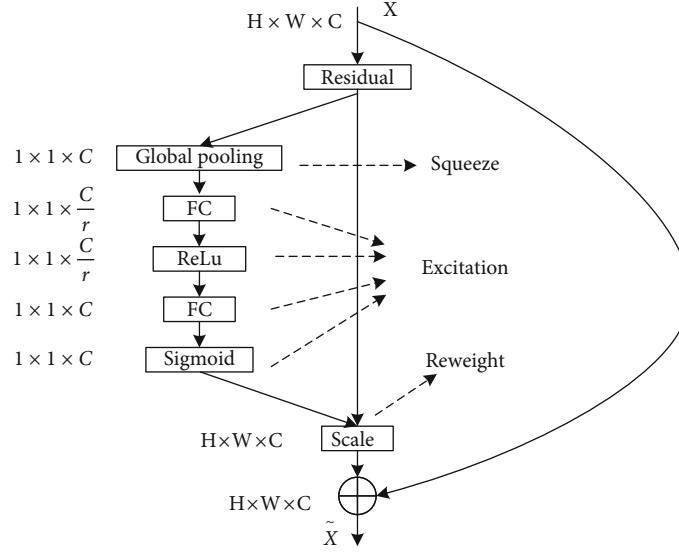 X
H × W × C
Residual
1 × 1 × C
Global pooling
Squeeze
1 × 1 × C/r
FC
1 × 1 × C/r
ReLu
Excitation
1 × 1 × C
FC
1 × 1 × C
Sigmoid
Reweight
H×W×C
Scale
H×W×C
X̃